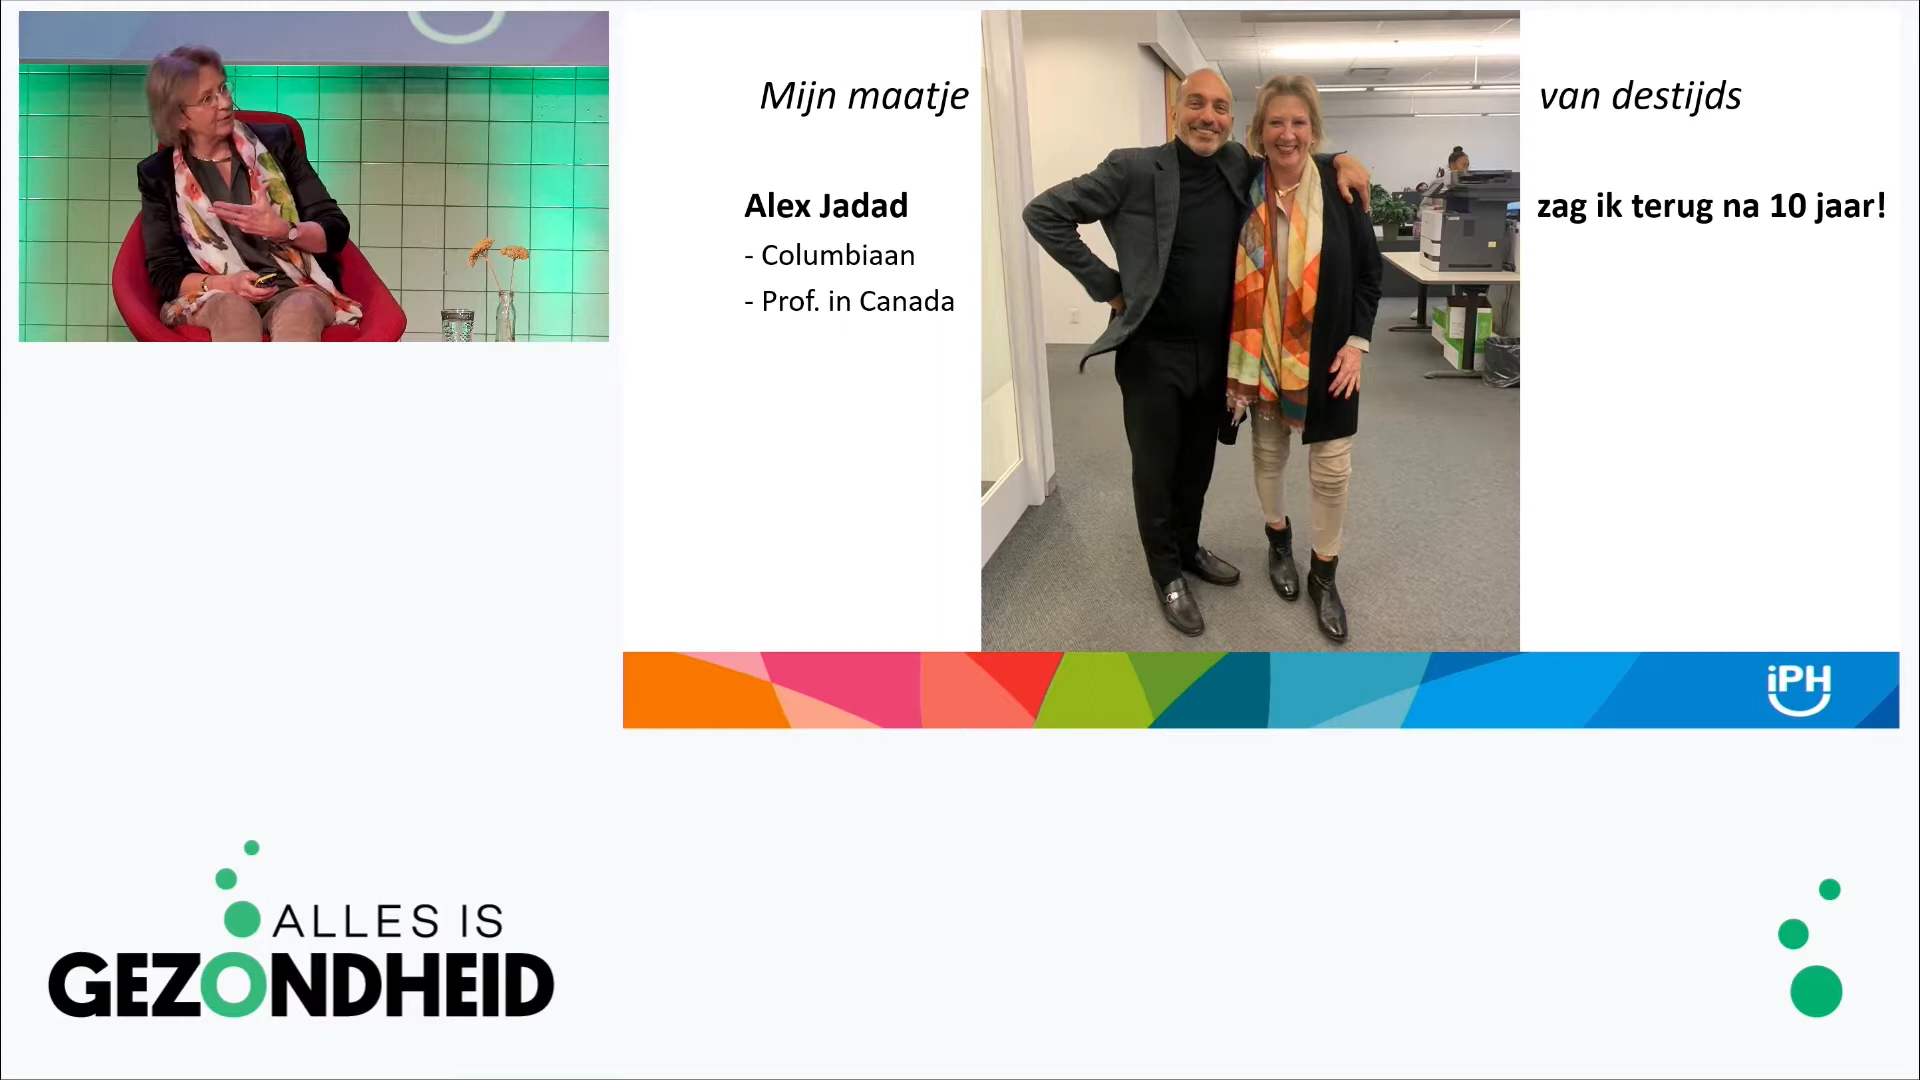 Mijn maatje van destijds
Alex Jadad zag ik terug na 10 jaar!
- Columbiaan
- Prof. in Canada
iPH
ALLES IS
GEZONDHEID